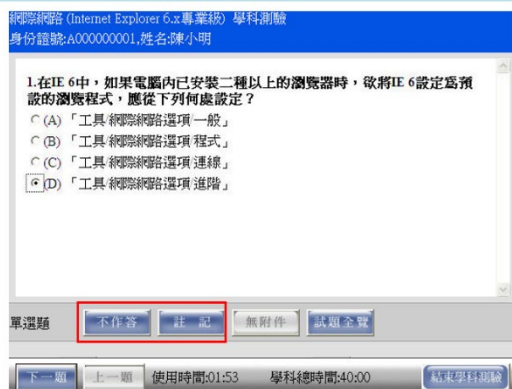 網際網路 (Internet Explorer 6.x專業級) 學科測驗
身份證號:A000000001,姓名:陳小明
1.在IE 6中，如果電腦內已安裝二種以上的瀏覽器時，欲將IE 6設定為預
設的瀏覽程式，應從下列何處設定？
(A) 「工具/網際網路選項/一般」
(B) 「工具/網際網路選項/程式」
(C) 「工具/網際網路選項/連線」
(D) 「工具/網際網路選項/進階」
單選題 不作答 註 記 無附件 試題全覽
下一題 上一題 使用時間:01:53 學科總時間:40:00 結束學科測驗